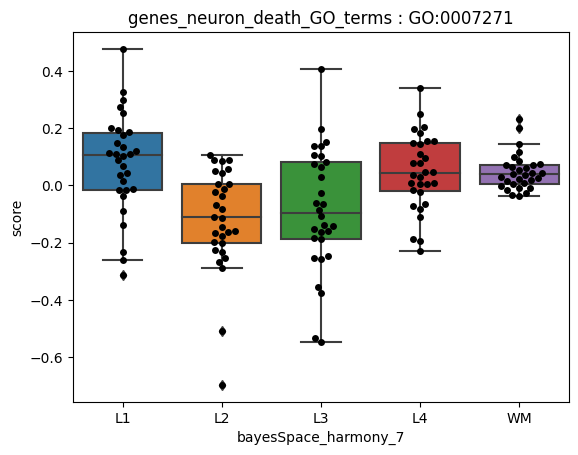 genes_neuron_death_GO_terms : GO:0007271
score
0.4
0.2
0.0
−0.2
−0.4
−0.6
L1 L2 L3 L4 WM
bayesSpace_harmony_7